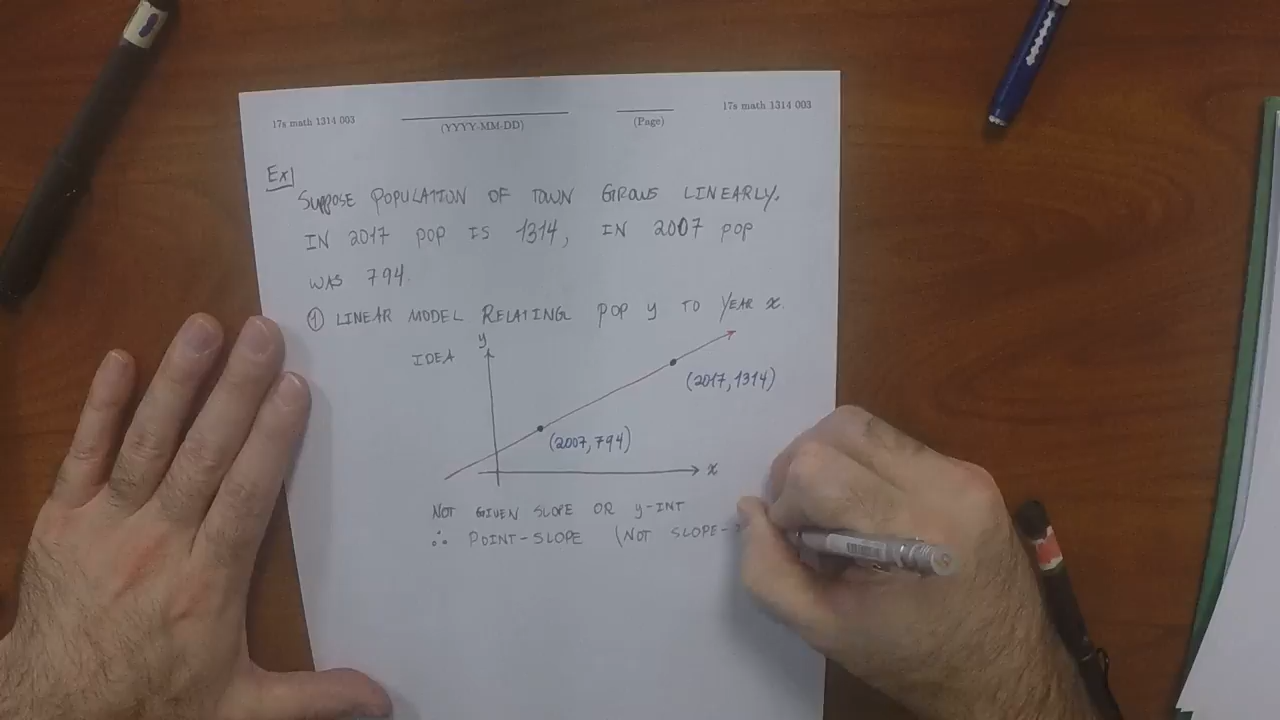 17s math 1314 003 (YYYY-MM-DD) (Page) 17s math 1314 003
Ex
SUPPOSE POPULATION OF TOWN GROWS LINEARLY.
IN 2017 POP IS 1314, IN 2007 POP
WAS 794.
① LINEAR MODEL RELATING POP y TO YEAR x.
IDEA
y
(2017, 1314)
(2007, 794)
x
NOT GIVEN SLOPE OR y-INT
∴ POINT-SLOPE (NOT SLOPE-